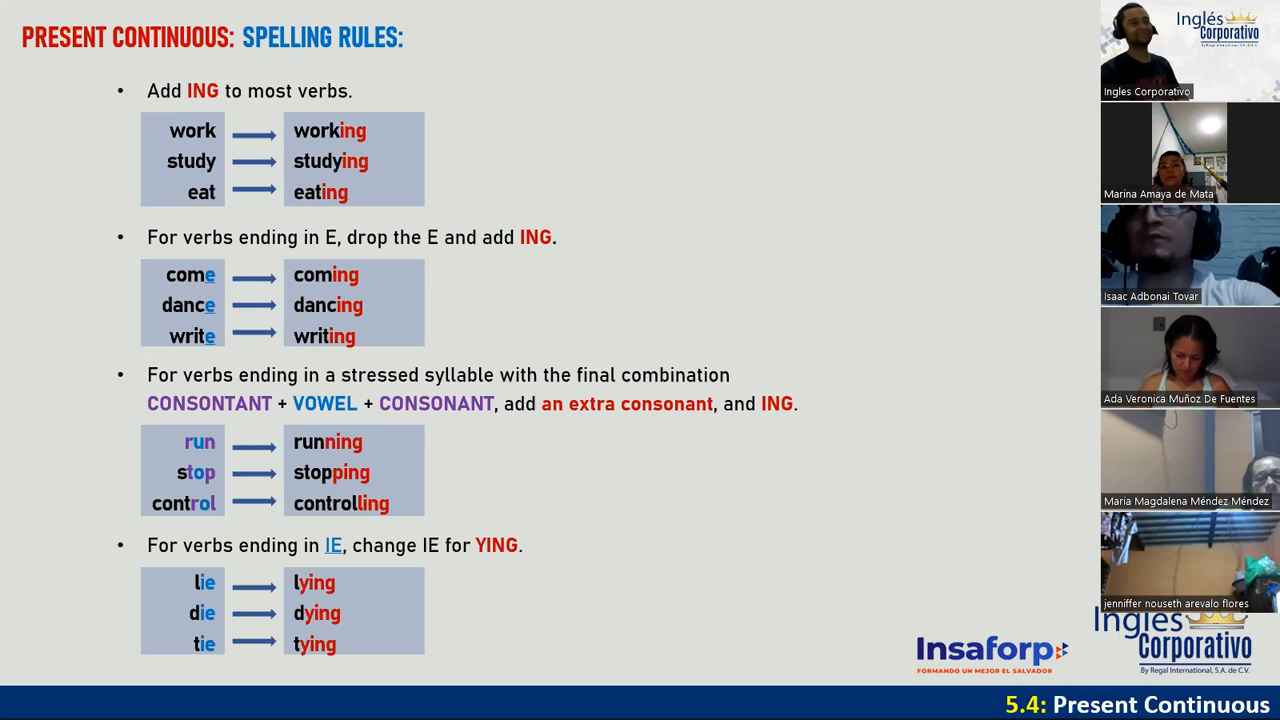 PRESENT CONTINUOUS: SPELLING RULES:
• Add ING to most verbs.
work working
study studying
eat eating
• For verbs ending in E, drop the E and add ING.
come coming
dance dancing
write writing
• For verbs ending in a stressed syllable with the final combination
CONSONTANT + VOWEL + CONSONANT, add an extra consonant, and ING.
run running
stop stopping
control controlling
• For verbs ending in IE, change IE for YING.
lie lying
die dying
tie tying
Insaforp
FORMANDO UN MEJOR EL SALVADOR
5.4: Present Continuous
Inglés
Corporativo
By Regal International, S.A. de C.V.
Ingles Corporativo
Marina Amaya de Mata
Isaac Adbonai Tovar
Ada Veronica Muñoz De Fuentes
Maria Magdalena Méndez Méndez
jenniffer nouseth arevalo flores
Inglés
Corporativo
By Regal International, S.A. de C.V.